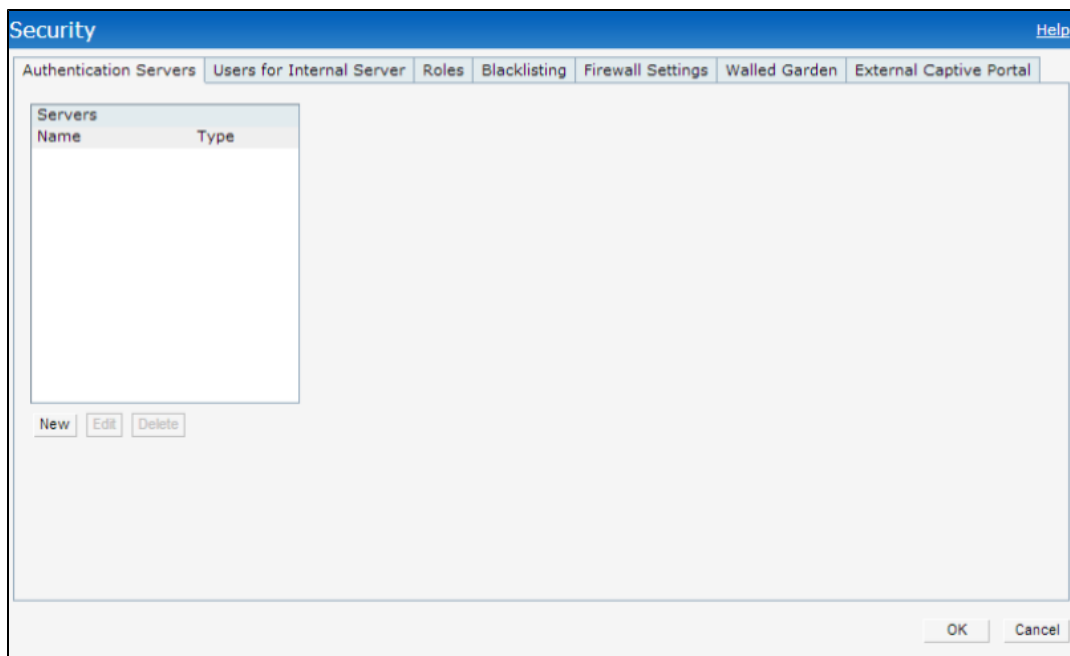 Security Help
Authentication Servers Users for Internal Server Roles Blacklisting Firewall Settings Walled Garden External Captive Portal
Servers
Name Type
New Edit Delete
OK Cancel